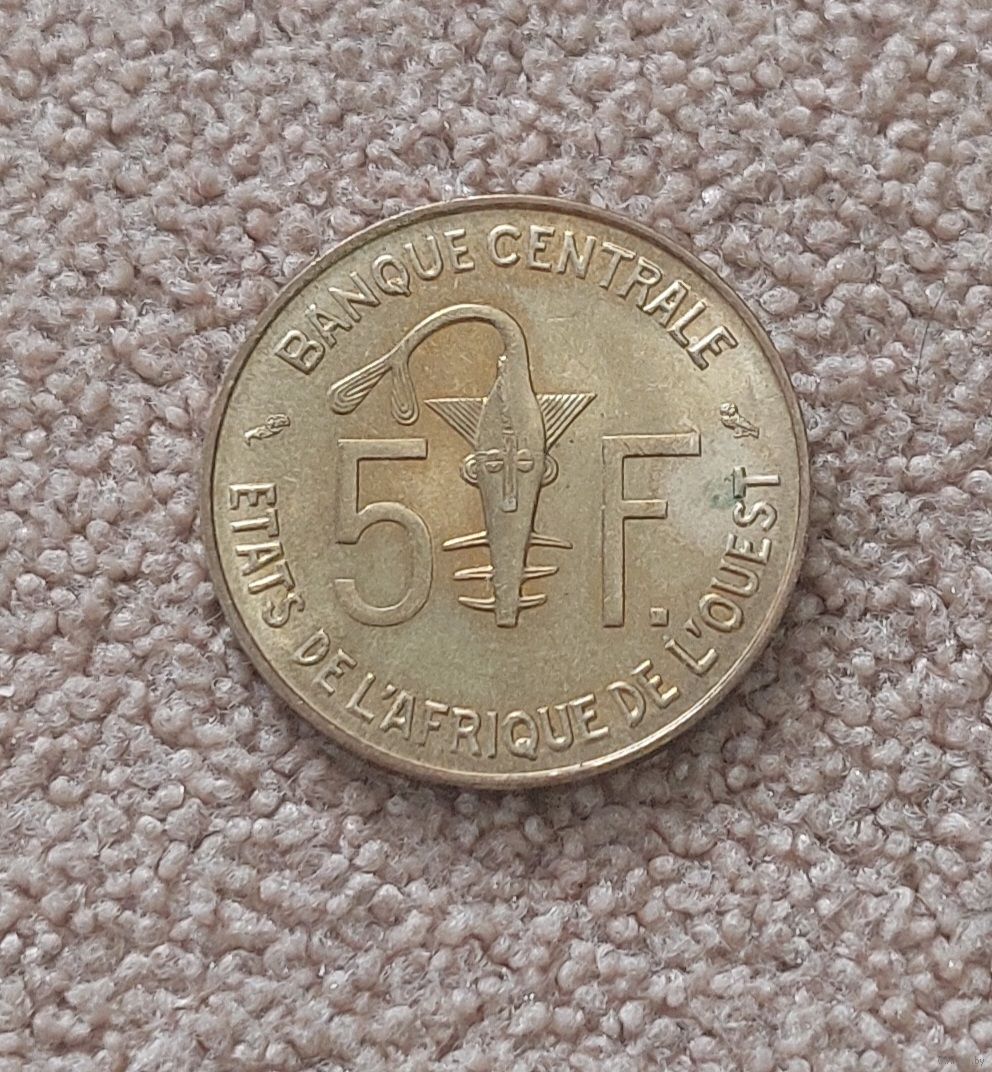 BANQUE CENTRALE
5 F.
ETATS DE L'AFRIQUE DE L'OUEST